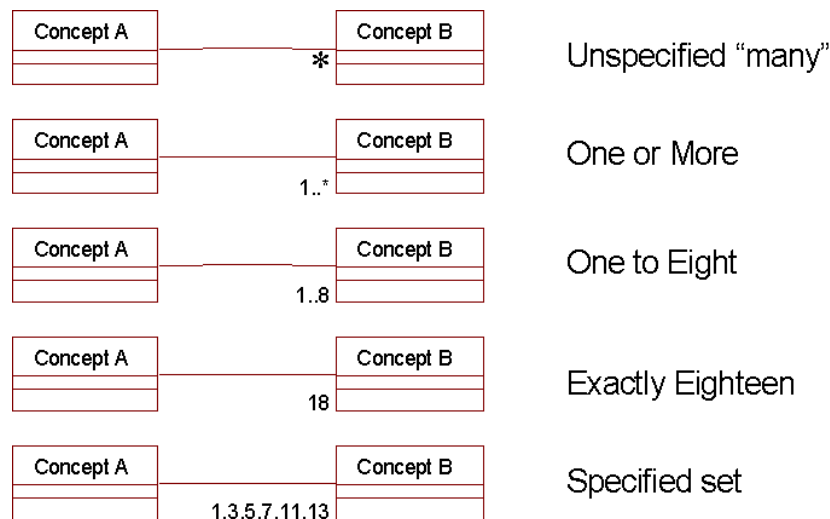 Concept A Concept B
* Unspecified “many”
Concept A Concept B
1..* One or More
Concept A Concept B
1..8 One to Eight
Concept A Concept B
18 Exactly Eighteen
Concept A Concept B
1,3,5,7,11,13 Specified set